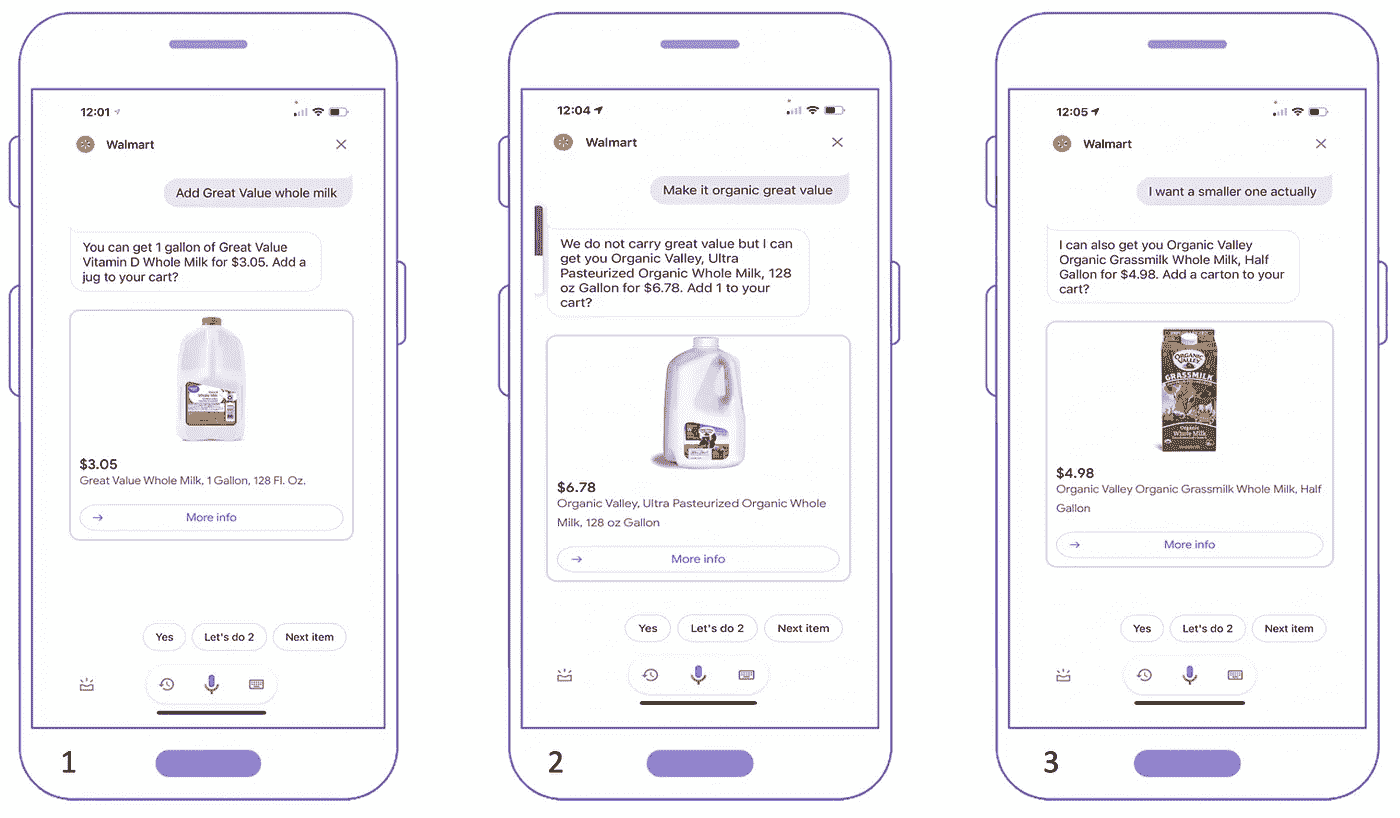 12:01
Walmart
Add Great Value whole milk
You can get 1 gallon of Great Value
Vitamin D Whole Milk for $3.05. Add a
jug to your cart?
$3.05
Great Value Whole Milk, 1 Gallon, 128 Fl. Oz.
More info
Yes
Let's do 2
Next item
1
12:04
Walmart
Make it organic great value
We do not carry great value but I can
get you Organic Valley, Ultra
Pasteurized Organic Whole Milk, 128
oz Gallon for $6.78. Add 1 to your
cart?
$6.78
Organic Valley, Ultra Pasteurized Organic Whole
Milk, 128 oz Gallon
More info
Yes
Let's do 2
Next item
2
12:05
Walmart
I want a smaller one actually
I can also get you Organic Valley
Organic Grassmilk Whole Milk, Half
Gallon for $4.98. Add a carton to your
cart?
ORGANIC
VALLEY
GRASSMILK
Organic
Whole Milk
$4.98
Organic Valley Organic Grassmilk Whole Milk, Half
Gallon
More info
Yes
Let's do 2
Next item
3